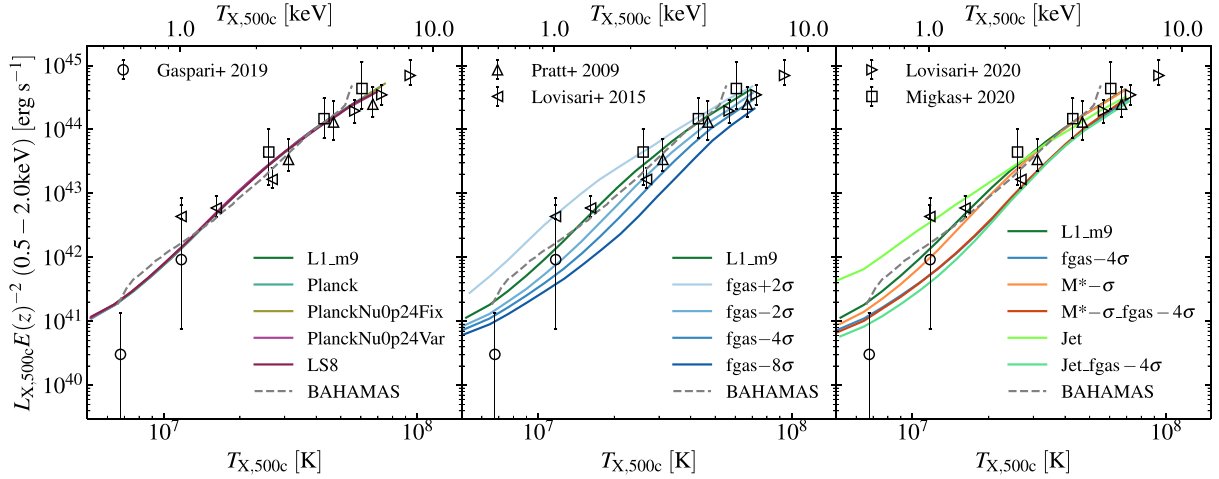 T_X,500c [keV] T_X,500c [keV] T_X,500c [keV]
1.0 10.0 1.0 10.0 1.0 10.0
L_X,500c E(z)^−2 (0.5 − 2.0keV) [erg s^−1]
10^45
10^44
10^43
10^42
10^41
10^40
Gaspari+ 2019
L1_m9
Planck
PlanckNu0p24Fix
PlanckNu0p24Var
LS8
BAHAMAS
10^7 10^8
T_X,500c [K]
Pratt+ 2009
Lovisari+ 2015
L1_m9
fgas+2σ
fgas−2σ
fgas−4σ
fgas−8σ
BAHAMAS
10^7 10^8
T_X,500c [K]
Lovisari+ 2020
Migkas+ 2020
L1_m9
fgas−4σ
M*−σ
M*−σ_fgas−4σ
Jet
Jet_fgas−4σ
BAHAMAS
10^7 10^8
T_X,500c [K]